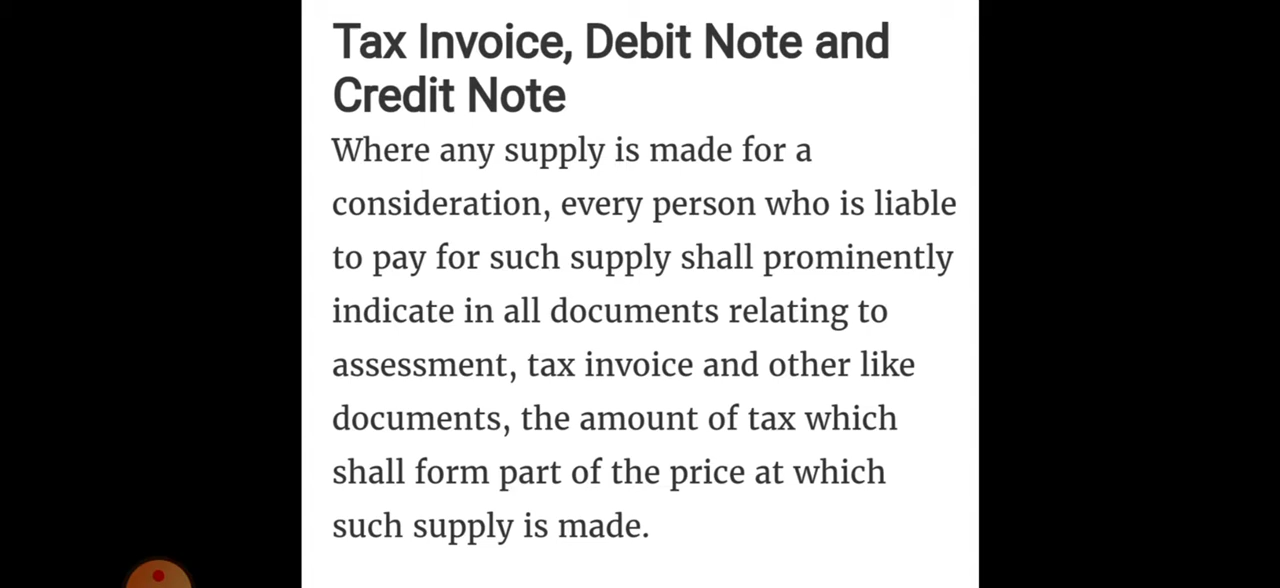 Tax Invoice, Debit Note and
Credit Note
Where any supply is made for a
consideration, every person who is liable
to pay for such supply shall prominently
indicate in all documents relating to
assessment, tax invoice and other like
documents, the amount of tax which
shall form part of the price at which
such supply is made.